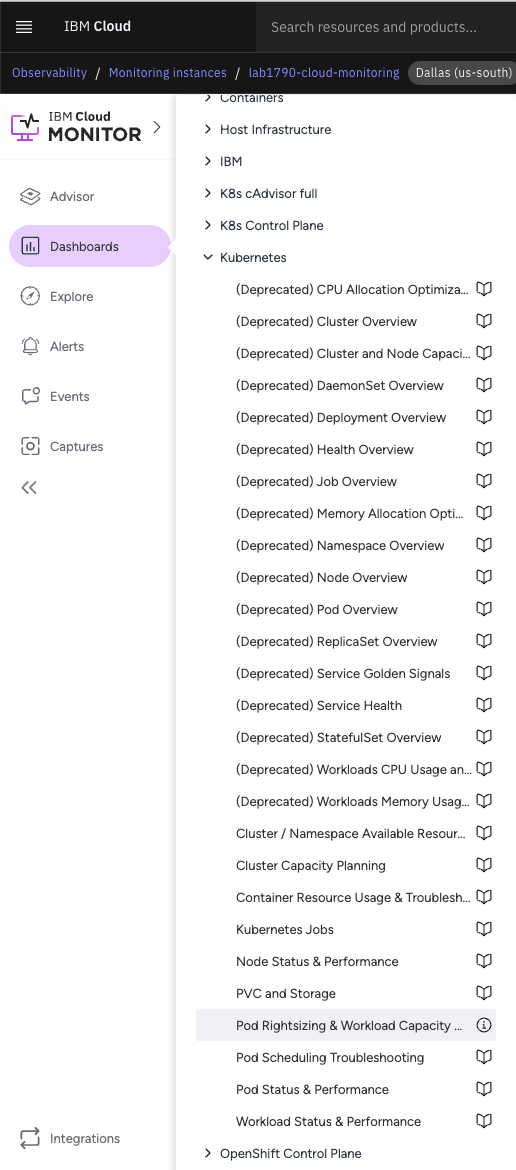 IBM Cloud
Search resources and products...
Observability / Monitoring instances / lab1790-cloud-monitoring Dallas (us-south)
IBM Cloud
MONITOR
Advisor
Dashboards
Explore
Alerts
Events
Captures
Integrations
Containers
Host Infrastructure
IBM
K8s cAdvisor full
K8s Control Plane
Kubernetes
(Deprecated) CPU Allocation Optimiza...
(Deprecated) Cluster Overview
(Deprecated) Cluster and Node Capaci...
(Deprecated) DaemonSet Overview
(Deprecated) Deployment Overview
(Deprecated) Health Overview
(Deprecated) Job Overview
(Deprecated) Memory Allocation Opti...
(Deprecated) Namespace Overview
(Deprecated) Node Overview
(Deprecated) Pod Overview
(Deprecated) ReplicaSet Overview
(Deprecated) Service Golden Signals
(Deprecated) Service Health
(Deprecated) StatefulSet Overview
(Deprecated) Workloads CPU Usage an...
(Deprecated) Workloads Memory Usag...
Cluster / Namespace Available Resour...
Cluster Capacity Planning
Container Resource Usage & Troublesh...
Kubernetes Jobs
Node Status & Performance
PVC and Storage
Pod Rightsizing & Workload Capacity ...
Pod Scheduling Troubleshooting
Pod Status & Performance
Workload Status & Performance
OpenShift Control Plane